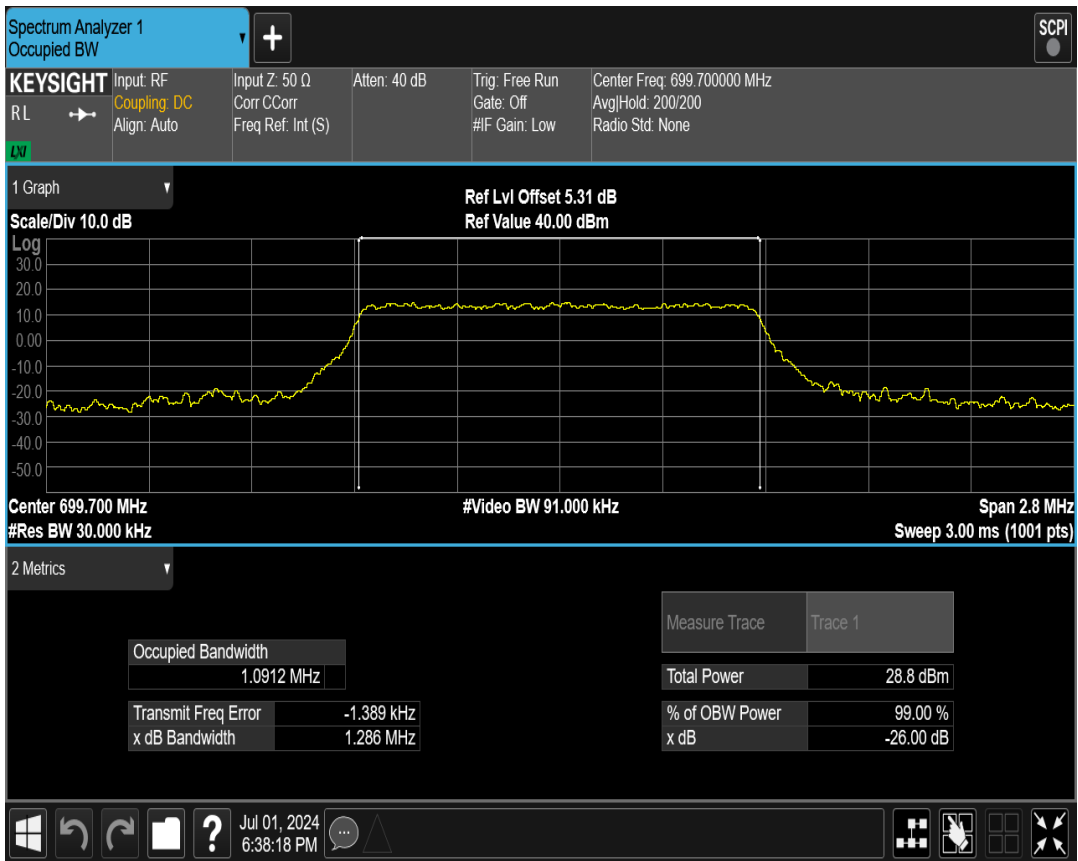 Spectrum Analyzer 1
Occupied BW
SCPI
KEYSIGHT
RL
LXI
Input: RF
Coupling: DC
Align: Auto
Input Z: 50 Ω
Corr CCorr
Freq Ref: Int (S)
Atten: 40 dB
Trig: Free Run
Gate: Off
#IF Gain: Low
Center Freq: 699.700000 MHz
Avg|Hold: 200/200
Radio Std: None
1 Graph
Scale/Div 10.0 dB
Ref Lvl Offset 5.31 dB
Ref Value 40.00 dBm
Log
30.0
20.0
10.0
0.00
-10.0
-20.0
-30.0
-40.0
-50.0
Center 699.700 MHz
#Video BW 91.000 kHz
Span 2.8 MHz
#Res BW 30.000 kHz
Sweep 3.00 ms (1001 pts)
2 Metrics
Measure Trace Trace 1
Occupied Bandwidth
1.0912 MHz
Total Power 28.8 dBm
Transmit Freq Error -1.389 kHz
% of OBW Power 99.00 %
x dB Bandwidth 1.286 MHz
x dB -26.00 dB
?
Jul 01, 2024
6:38:18 PM